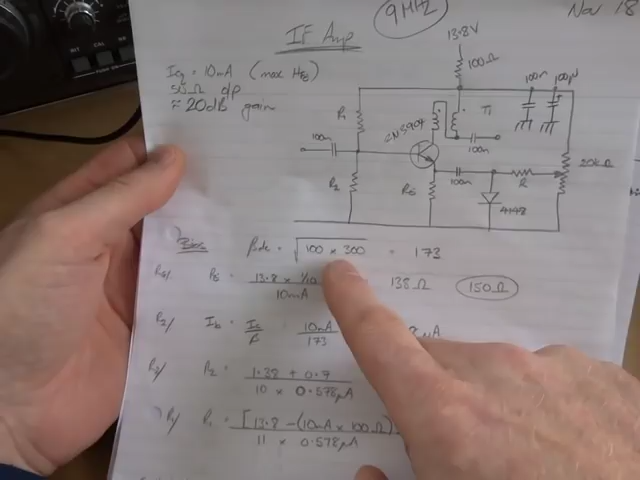 9MHz
Nov 18
IF Amp
13.8V
100Ω
Icq = 10mA (max HFE)
50Ω o/p
≈ 20dB gain
100n 100µ
R1
2N3904
T1
100n
100n
R2
RE
100n
R
4148
Bias
βdc = √100 × 300 = 173
RE/ RE = 13.8 × 1/10
10mA
138Ω 150Ω
R2/ Ib = Ic = 10mA
β 173
µA
R2/ R2 = 1.38 + 0.7
10 × 0.578µA
R1/ R1 = [13.8 - (10mA × 100Ω)
11 × 0.578µA